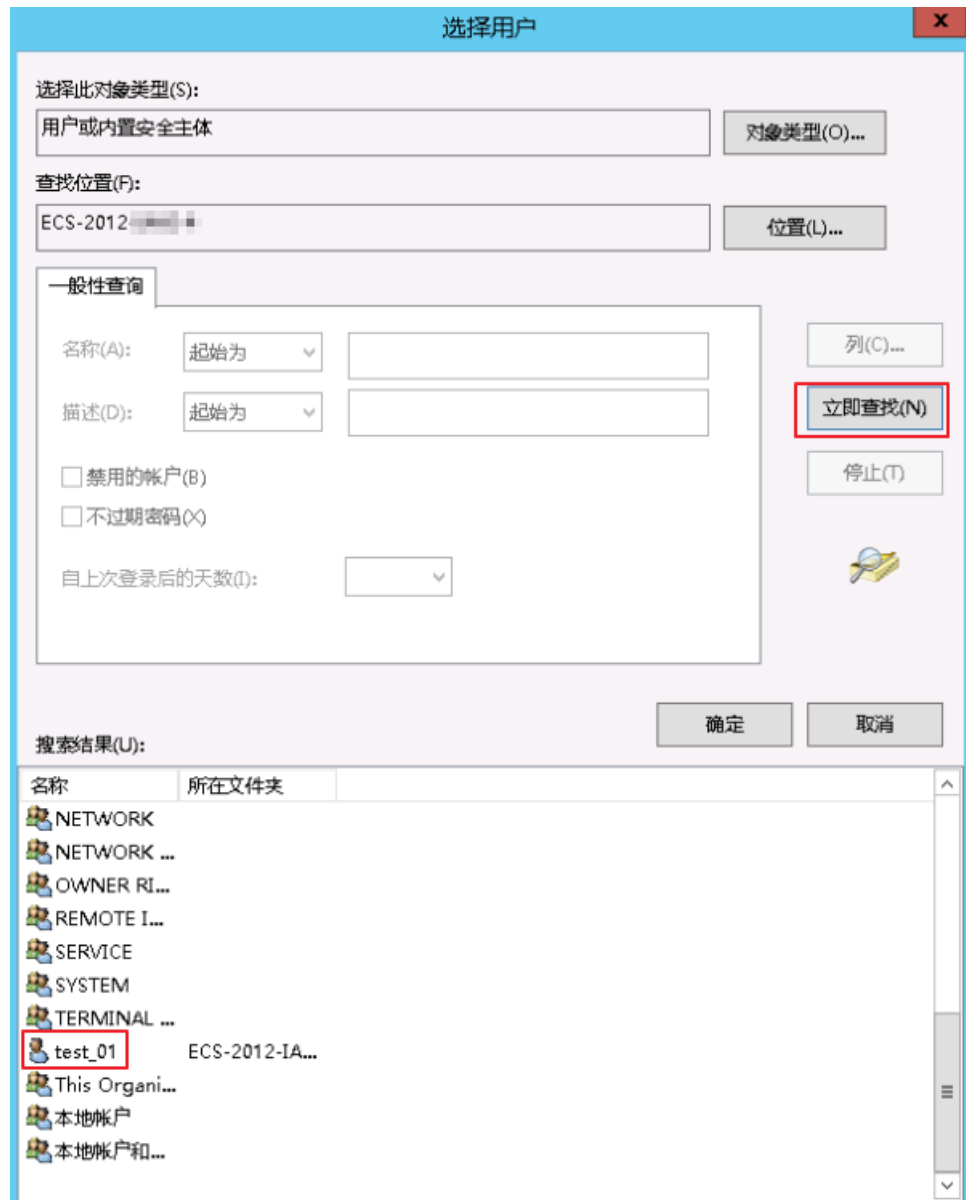 选择用户
x
选择此对象类型(S):
用户或内置安全主体
对象类型(O)...
查找位置(F):
ECS-2012-
位置(L)...
一般性查询
名称(A):
起始为
列(C)...
描述(D):
起始为
立即查找(N)
禁用的帐户(B)
停止(T)
不过期密码(X)
自上次登录后的天数(I):
确定
取消
搜索结果(U):
名称
所在文件夹
NETWORK
NETWORK ...
OWNER RI...
REMOTE I...
SERVICE
SYSTEM
TERMINAL ...
test_01
ECS-2012-IA...
This Organi...
本地帐户
本地帐户和...